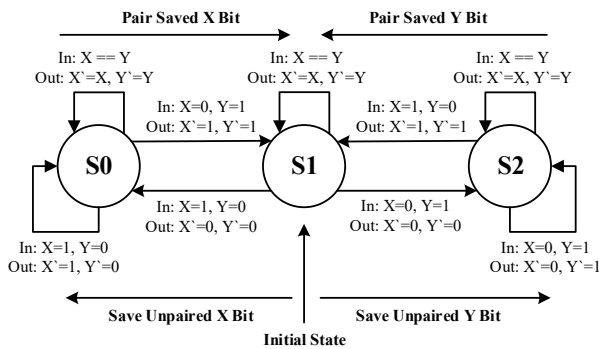 Pair Saved X Bit
Pair Saved Y Bit
In: X == Y
Out: X`=X, Y`=Y
In: X == Y
Out: X`=X, Y`=Y
In: X == Y
Out: X`=X, Y`=Y
In: X=0, Y=1
Out: X`=1, Y`=1
In: X=1, Y=0
Out: X`=1, Y`=1
S0
S1
S2
In: X=1, Y=0
Out: X`=0, Y`=0
In: X=0, Y=1
Out: X`=0, Y`=0
In: X=1, Y=0
Out: X`=1, Y`=0
In: X=0, Y=1
Out: X`=0, Y`=1
Save Unpaired X Bit
Save Unpaired Y Bit
Initial State